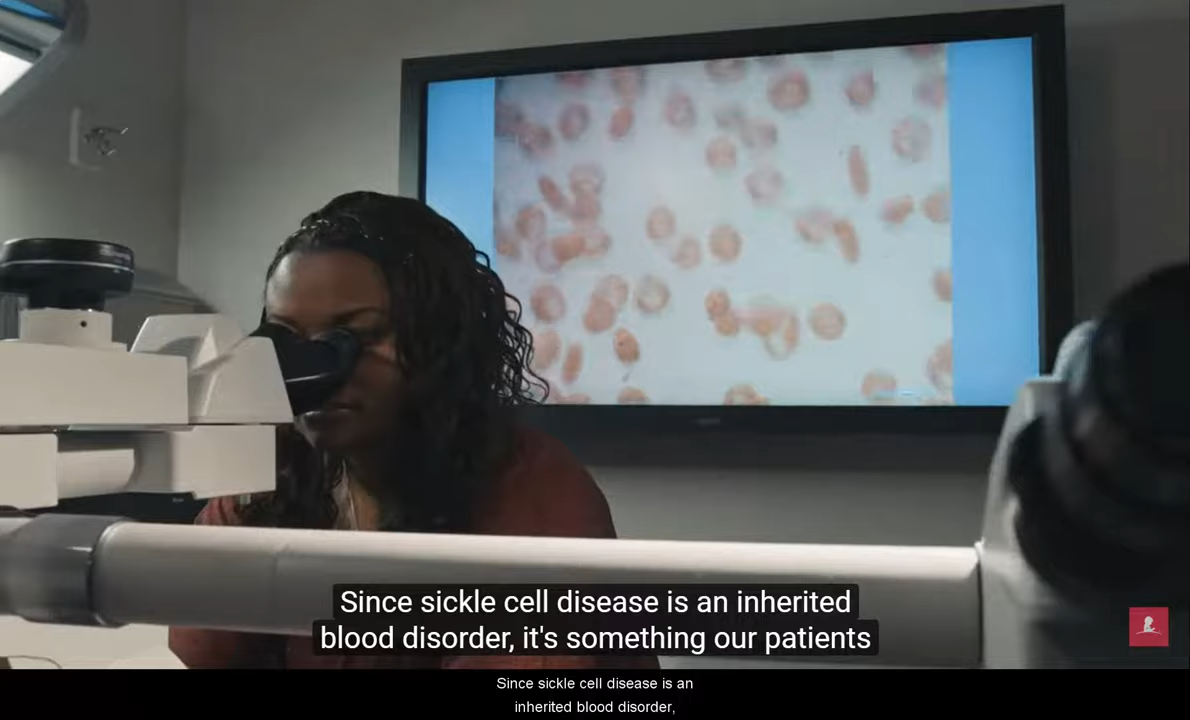 Since sickle cell disease is an inherited
blood disorder, it's something our patients
Since sickle cell disease is an
inherited blood disorder,